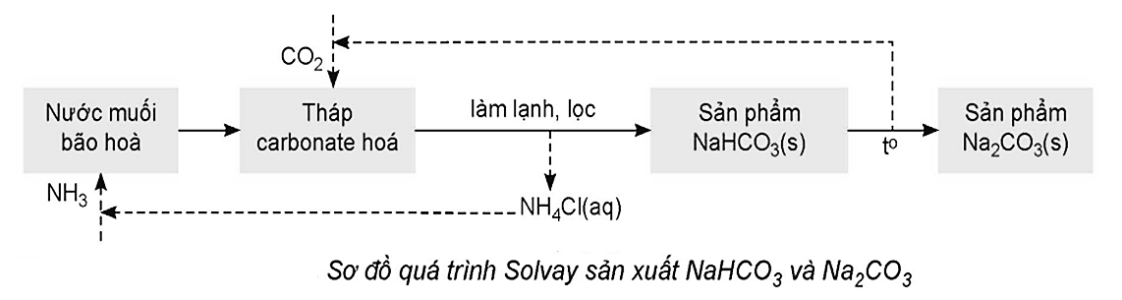 CO₂
Nước muối
bão hoà
Tháp
carbonate hoá
làm lạnh, lọc
Sản phẩm
NaHCO₃(s)
t⁰
Sản phẩm
Na₂CO₃(s)
NH₃
NH₄Cl(aq)
Sơ đồ quá trình Solvay sản xuất NaHCO₃ và Na₂CO₃